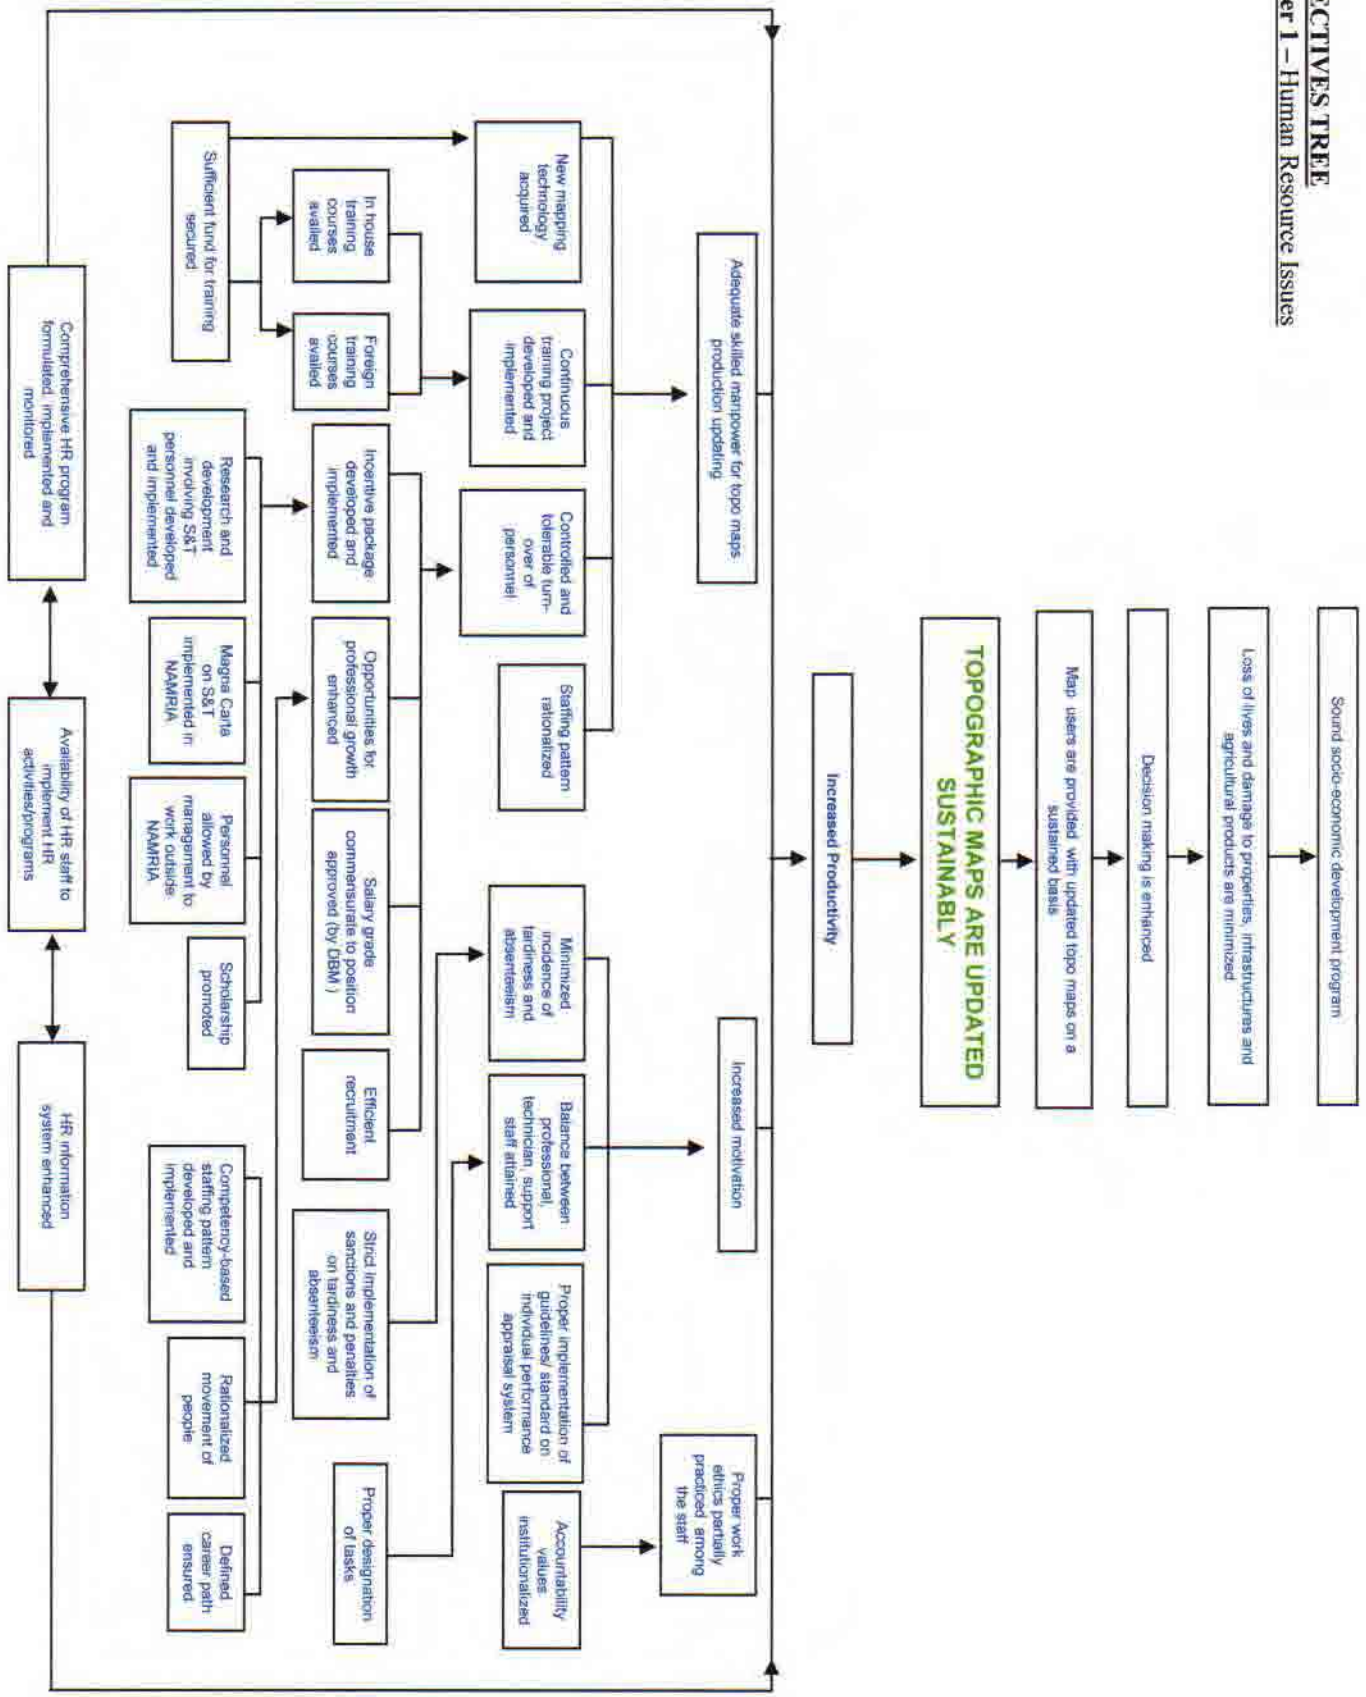 ECTIVES TREE
er 1 – Human Resource Issues
Sound socio-economic development program
Loss of lives and damage to properties, infrastructures and
agricultural products are minimized
Decision making is enhanced
Map users are provided with updated topo maps on a
sustained basis
TOPOGRAPHIC MAPS ARE UPDATED
SUSTAINABLY
Increased Productivity
Adequate skilled manpower for topo maps
production updating
Increased motivation
Proper work
ethics partially
practiced among
the staff
New mapping
technology
acquired
Continuous
training project
developed and
implemented
Controlled and
tolerable turn-
over of
personnel
Staffing pattern
rationalized
Minimized
incidence of
tardiness and
absenteeism
Balance between
professional,
technician, support
staff attained
Proper implementation of
guidelines/ standard on
individual performance
appraisal system
Accountability
values
institutionalized
In house
training
courses
availed
Foreign
training
courses
availed
Incentive package
developed and
implemented
Opportunities for
professional growth
enhanced
Salary grade
commensurate to position
approved (by DBM )
Efficient
recruitment
Strict implementation of
sanctions and penalties
on tardiness and
absenteeism
Proper designation
of tasks
Sufficient fund for training
secured
Research and
development
involving S&T
personnel developed
and implemented
Magna Carta
on S&T
implemented in
NAMRIA
Personnel
allowed by
management to
work outside
NAMRIA
Scholarship
promoted
Competency-based
staffing pattern
developed and
implemented
Rationalized
movement of
people
Defined
career path
ensured
Comprehensive HR program
formulated, implemented and
monitored
Availability of HR staff to
implement HR
activities/programs
HR information
system enhanced